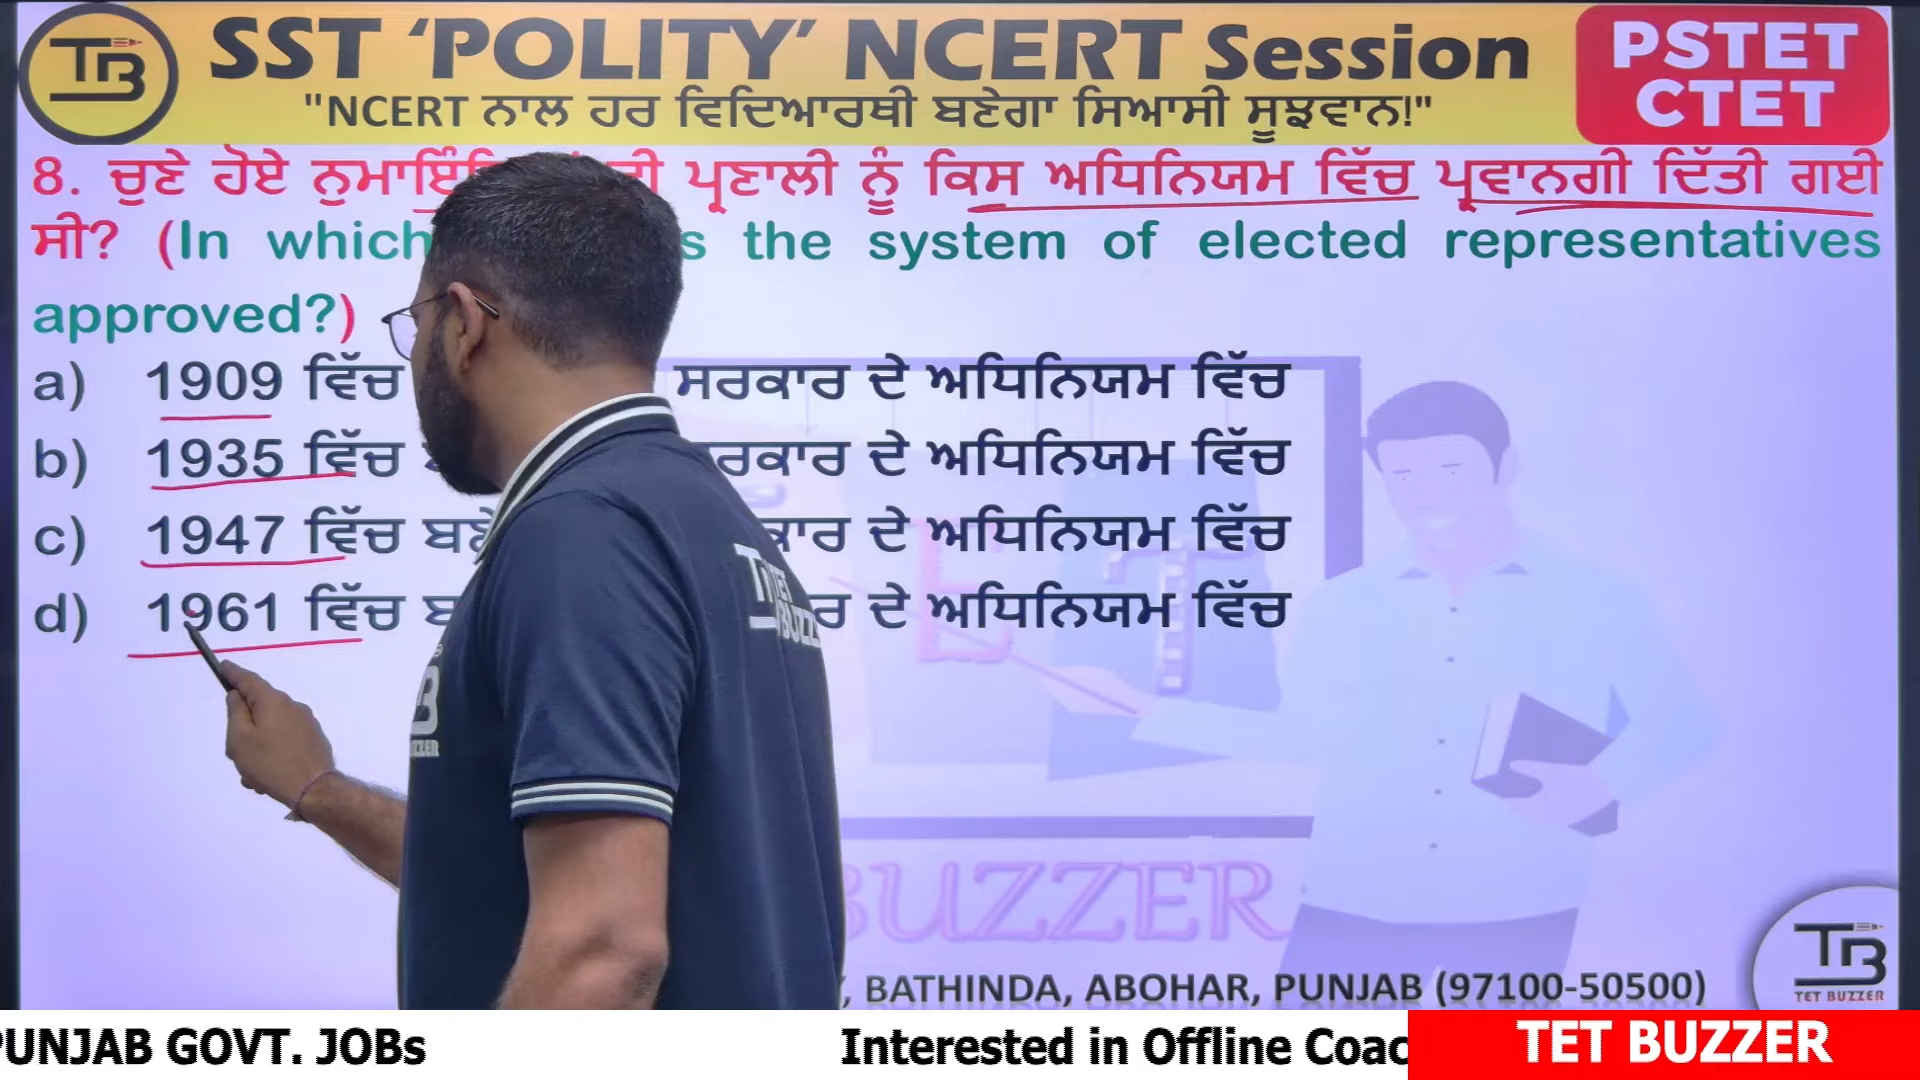 TB
SST ‘POLITY’ NCERT Session
PSTET
CTET
"NCERT ਨਾਲ ਹਰ ਵਿਦਿਆਰਥੀ ਬਣੇਗਾ ਸਿਆਸੀ ਸੂਝਵਾਨ!"
8. ਚੁਣੇ ਹੋਏ ਪ੍ਰਣਾਲੀ ਨੂੰ ਕਿਸ ਅਧਿਨਿਯਮ ਵਿੱਚ ਪ੍ਰਵਾਨਗੀ ਦਿੱਤੀ ਗਈ
ਸੀ? (In which the system of elected representatives
approved?)
a) 1909 ਵਿੱਚ ਸਰਕਾਰ ਦੇ ਅਧਿਨਿਯਮ ਵਿੱਚ
b) 1935 ਵਿੱਚ ਦੇ ਅਧਿਨਿਯਮ ਵਿੱਚ
c) 1947 ਵਿੱਚ ਦੇ ਅਧਿਨਿਯਮ ਵਿੱਚ
d) 1961 ਵਿੱਚ ਦੇ ਅਧਿਨਿਯਮ ਵਿੱਚ
BUZZER
BATHINDA, ABOHAR, PUNJAB (97100-50500)
TB
TET BUZZER
PUNJAB GOVT. JOBs
Interested in Offline
TET BUZZER